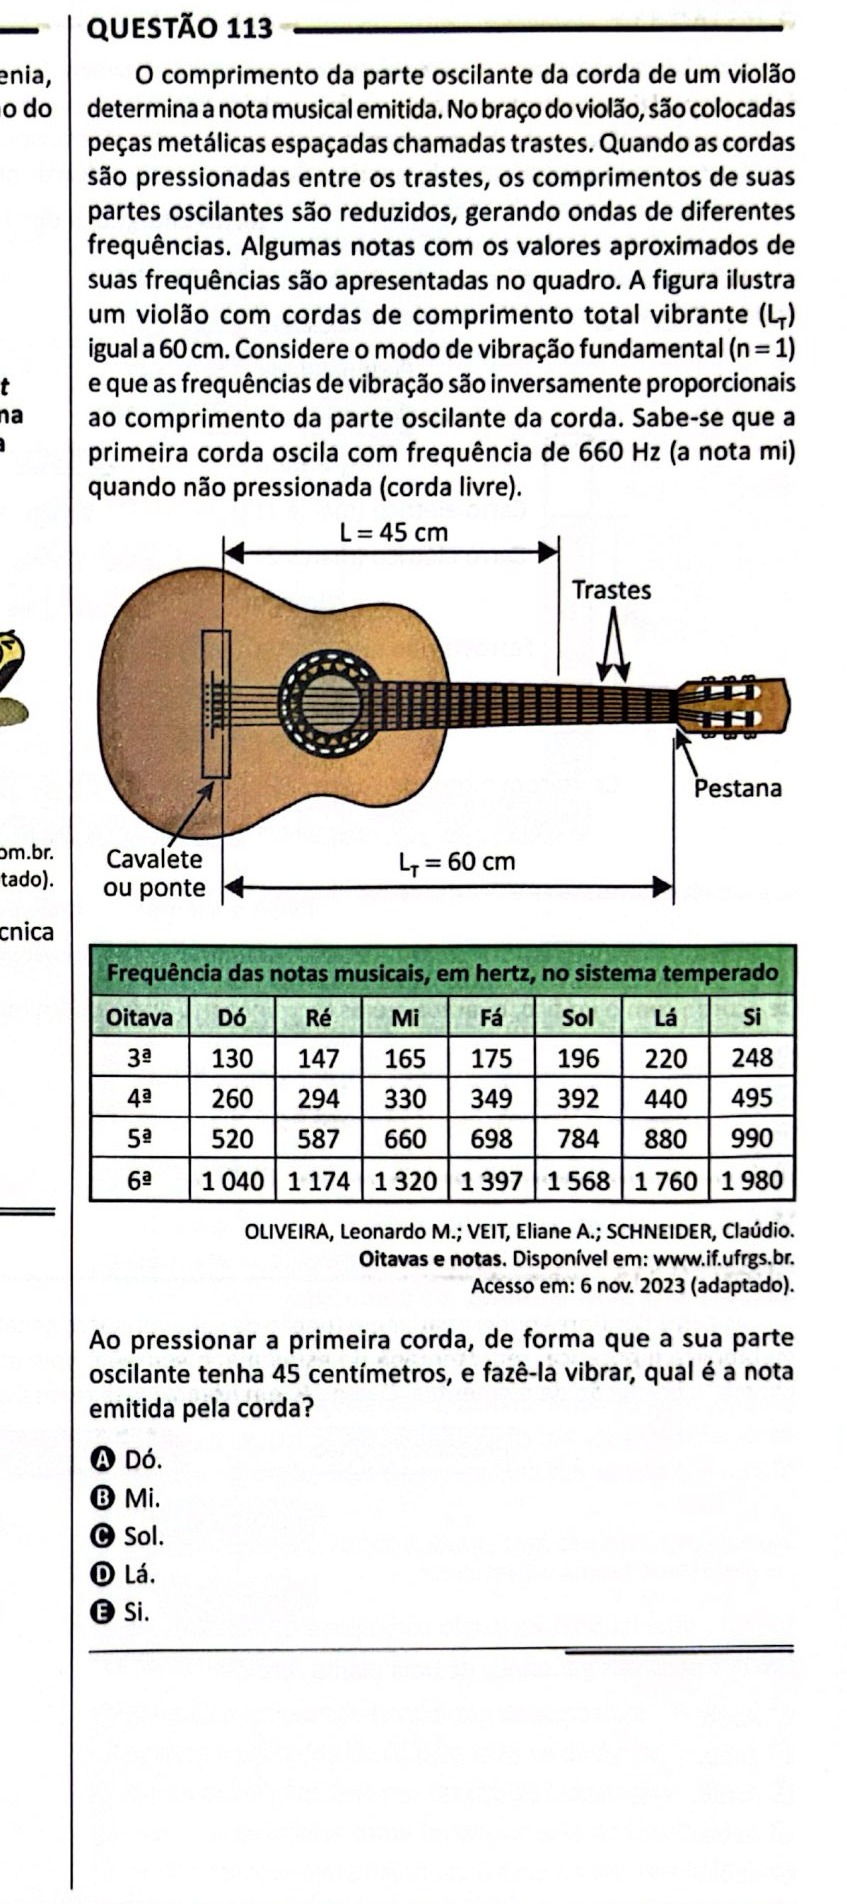 QUESTÃO 113
enia,
o do
t
na
a
om.br.
tado).
cnica
O comprimento da parte oscilante da corda de um violão
determina a nota musical emitida. No braço do violão, são colocadas
peças metálicas espaçadas chamadas trastes. Quando as cordas
são pressionadas entre os trastes, os comprimentos de suas
partes oscilantes são reduzidos, gerando ondas de diferentes
frequências. Algumas notas com os valores aproximados de
suas frequências são apresentadas no quadro. A figura ilustra
um violão com cordas de comprimento total vibrante (L_T)
igual a 60 cm. Considere o modo de vibração fundamental (n = 1)
e que as frequências de vibração são inversamente proporcionais
ao comprimento da parte oscilante da corda. Sabe-se que a
primeira corda oscila com frequência de 660 Hz (a nota mi)
quando não pressionada (corda livre).
L = 45 cm
Trastes
Pestana
Cavalete
ou ponte
L_T = 60 cm
Frequência das notas musicais, em hertz, no sistema temperado
Oitava Dó Ré Mi Fá Sol Lá Si
3ª 130 147 165 175 196 220 248
4ª 260 294 330 349 392 440 495
5ª 520 587 660 698 784 880 990
6ª 1 040 1 174 1 320 1 397 1 568 1 760 1 980
OLIVEIRA, Leonardo M.; VEIT, Eliane A.; SCHNEIDER, Claúdio.
Oitavas e notas. Disponível em: www.if.ufrgs.br.
Acesso em: 6 nov. 2023 (adaptado).
Ao pressionar a primeira corda, de forma que a sua parte
oscilante tenha 45 centímetros, e fazê-la vibrar, qual é a nota
emitida pela corda?
A Dó.
B Mi.
C Sol.
D Lá.
E Si.